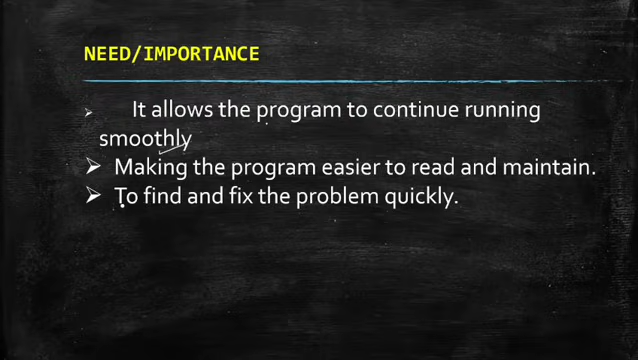 NEED/IMPORTANCE
➢ It allows the program to continue running
smoothly
➢ Making the program easier to read and maintain.
➢ To find and fix the problem quickly.